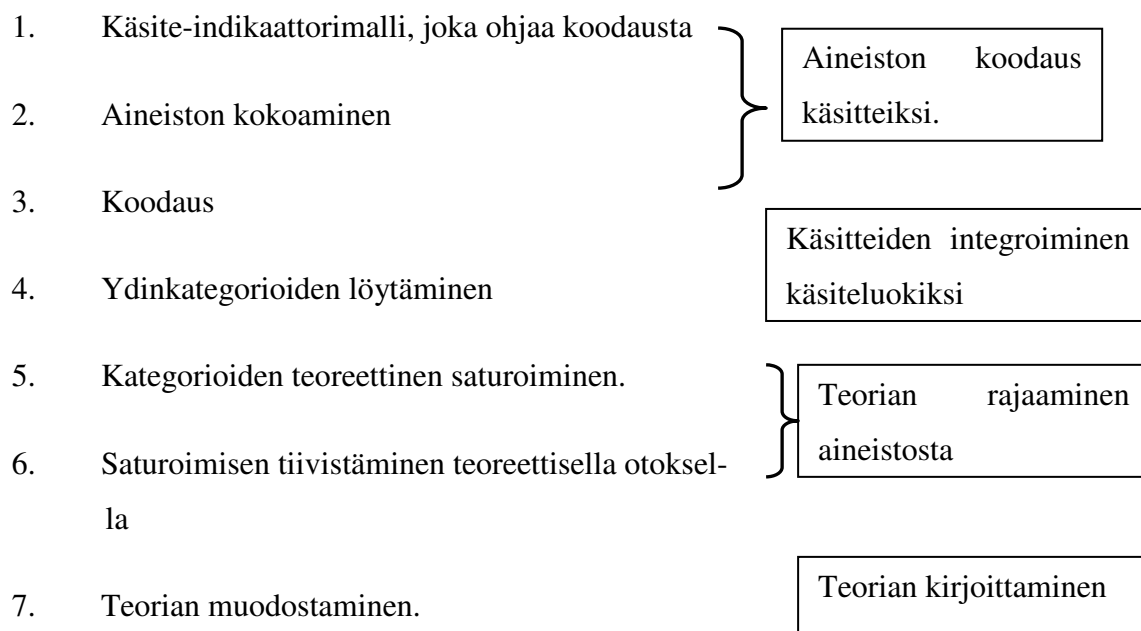 1. Käsite-indikaattorimalli, joka ohjaa koodausta
2. Aineiston kokoaminen
3. Koodaus
4. Ydinkategorioiden löytäminen
5. Kategorioiden teoreettinen saturoiminen.
6. Saturoimisen tiivistäminen teoreettisella otoksel-
la
7. Teorian muodostaminen.
Aineiston koodaus
käsitteiksi.
Käsitteiden integroiminen
käsiteluokiksi
Teorian rajaaminen
aineistosta
Teorian kirjoittaminen